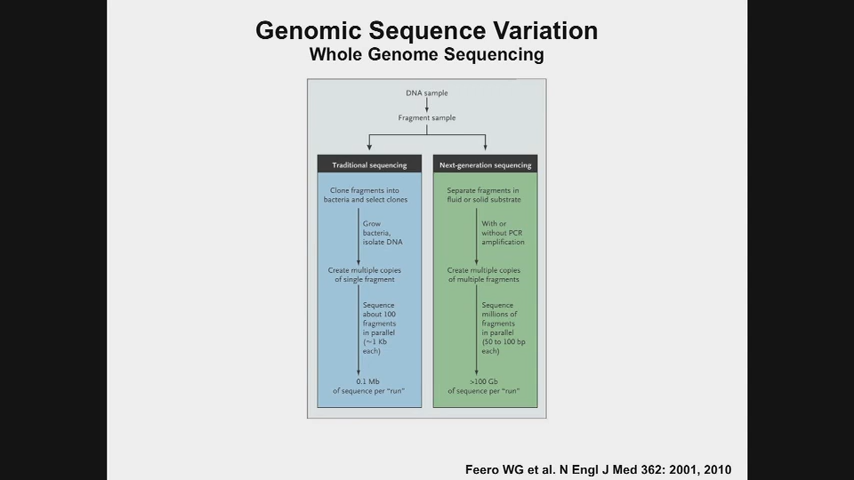 Genomic Sequence Variation
Whole Genome Sequencing
DNA sample
Fragment sample
Traditional sequencing
Clone fragments into
bacteria and select clones
Grow
bacteria,
isolate DNA
Create multiple copies
of single fragment
Sequence
about 100
fragments
in parallel
(~1 Kb
each)
0.1 Mb
of sequence per "run"
Next-generation sequencing
Separate fragments in
fluid or solid substrate
With or
without PCR
amplification
Create multiple copies
of multiple fragments
Sequence
millions of
fragments
in parallel
(50 to 100 bp
each)
>100 Gb
of sequence per "run"
Feero WG et al. N Engl J Med 362: 2001, 2010